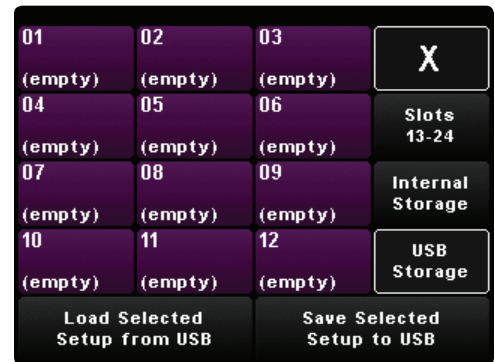 01 02 03
X
(empty) (empty) (empty)
04 05 06
Slots
13-24
(empty) (empty) (empty)
07 08 09
Internal
Storage
(empty) (empty) (empty)
10 11 12
USB
Storage
(empty) (empty) (empty)
Load Selected
Setup from USB
Save Selected
Setup to USB